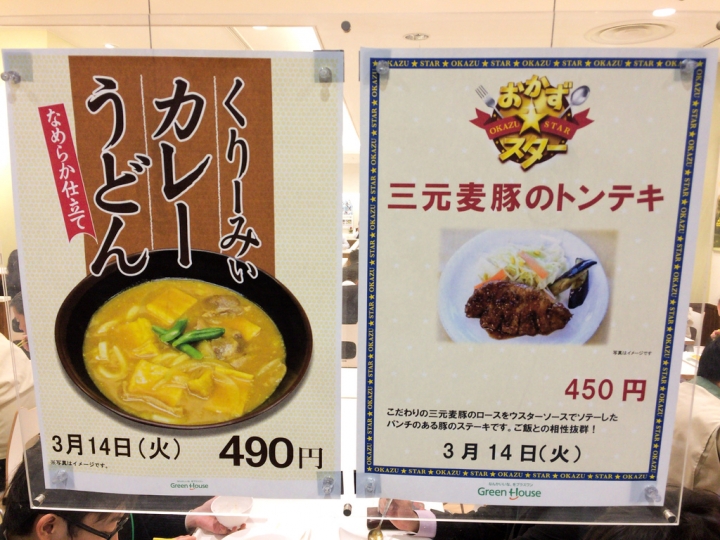 くりーみぃ
カレー
うどん
なめらか仕立て
3月14日(火)
490円
※写真はイメージです。
Green House
OKAZU ★ STAR ★ OKAZU ★ STAR ★ OKAZU ★ STAR ★ OKAZU ★ STAR
おかず
OKAZU STAR
スター
三元麦豚のトンテキ
※写真はイメージです
450円
こだわりの三元麦豚のロースをウスターソースでソテーした
パンチのある豚のステーキです。ご飯との相性抜群！
3月14日(火)
Green House